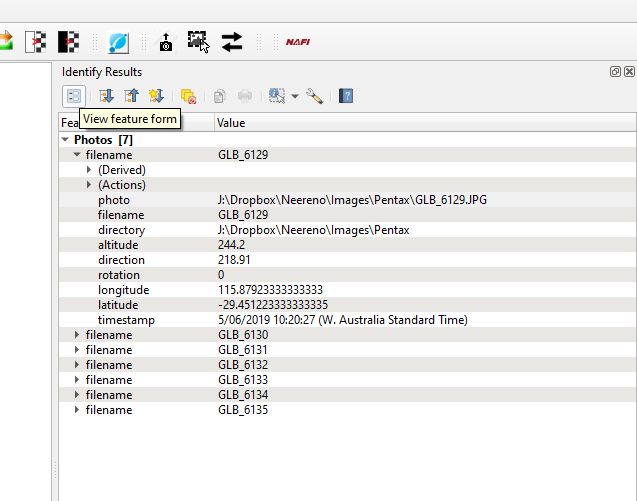 NAFI
Identify Results
View feature form
Fea Value
Photos [7]
filename GLB_6129
(Derived)
(Actions)
photo J:\Dropbox\Neereno\Images\Pentax\GLB_6129.JPG
filename GLB_6129
directory J:\Dropbox\Neereno\Images\Pentax
altitude 244.2
direction 218.91
rotation 0
longitude 115.87923333333333
latitude -29.451223333333335
timestamp 5/06/2019 10:20:27 (W. Australia Standard Time)
filename GLB_6130
filename GLB_6131
filename GLB_6132
filename GLB_6133
filename GLB_6134
filename GLB_6135